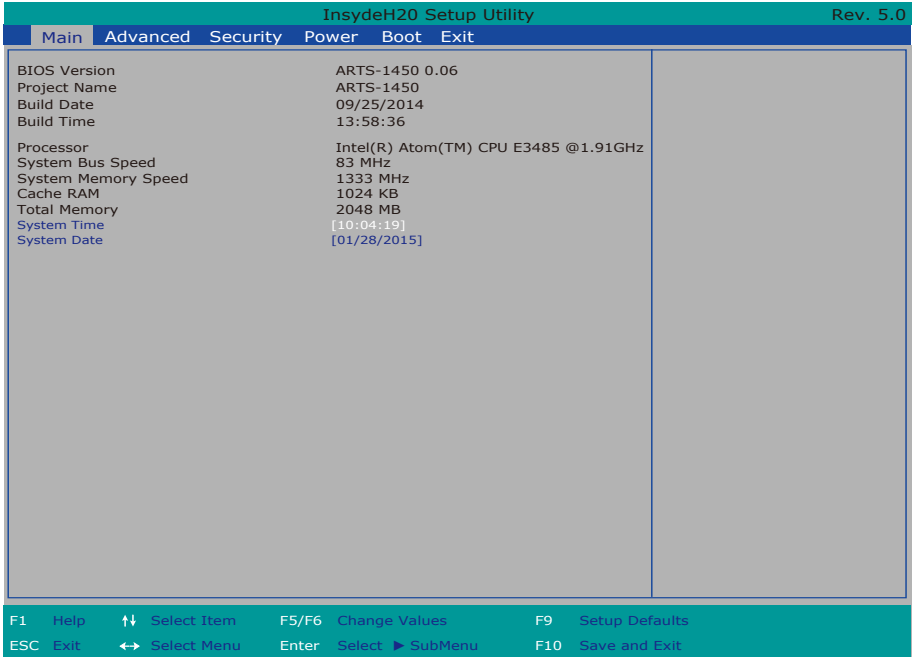 InsydeH20 Setup Utility Rev. 5.0
Main Advanced Security Power Boot Exit
BIOS Version ARTS-1450 0.06
Project Name ARTS-1450
Build Date 09/25/2014
Build Time 13:58:36
Processor Intel(R) Atom(TM) CPU E3485 @1.91GHz
System Bus Speed 83 MHz
System Memory Speed 1333 MHz
Cache RAM 1024 KB
Total Memory 2048 MB
System Time [10:04:19]
System Date [01/28/2015]
F1 Help ↑↓ Select Item F5/F6 Change Values F9 Setup Defaults
ESC Exit ↔ Select Menu Enter Select ▶ SubMenu F10 Save and Exit